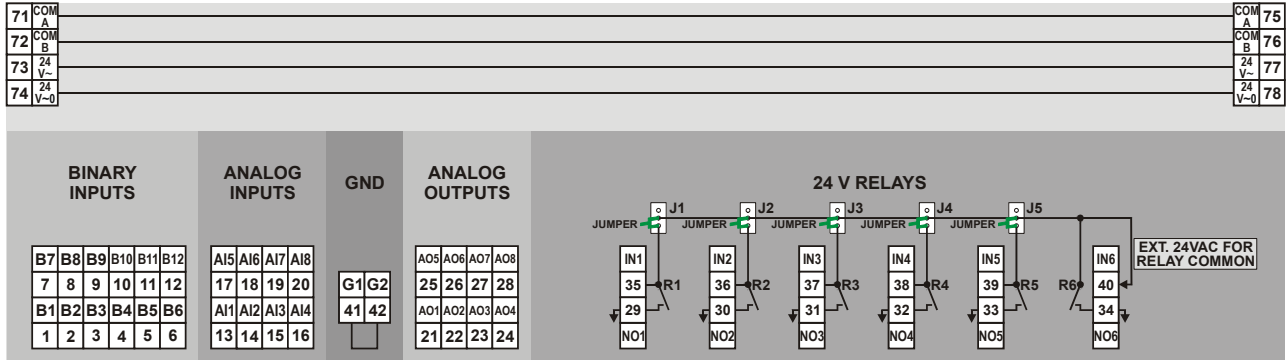 71 COM A COM A 75
72 COM B COM B 76
73 24 V~ 24 V~ 77
74 24 V~0 24 V~0 78
BINARY INPUTS
ANALOG INPUTS
GND
ANALOG OUTPUTS
24 V RELAYS
J1 J2 J3 J4 J5
JUMPER JUMPER JUMPER JUMPER JUMPER
EXT. 24VAC FOR
RELAY COMMON
B7 B8 B9 B10 B11 B12
7 8 9 10 11 12
B1 B2 B3 B4 B5 B6
1 2 3 4 5 6
AI5 AI6 AI7 AI8
17 18 19 20
AI1 AI2 AI3 AI4
13 14 15 16
G1 G2
41 42
AO5 AO6 AO7 AO8
25 26 27 28
AO1 AO2 AO3 AO4
21 22 23 24
IN1 IN2 IN3 IN4 IN5 IN6
35 R1 36 R2 37 R3 38 R4 39 R5 R6 40
29 30 31 32 33 34
NO1 NO2 NO3 NO4 NO5 NO6